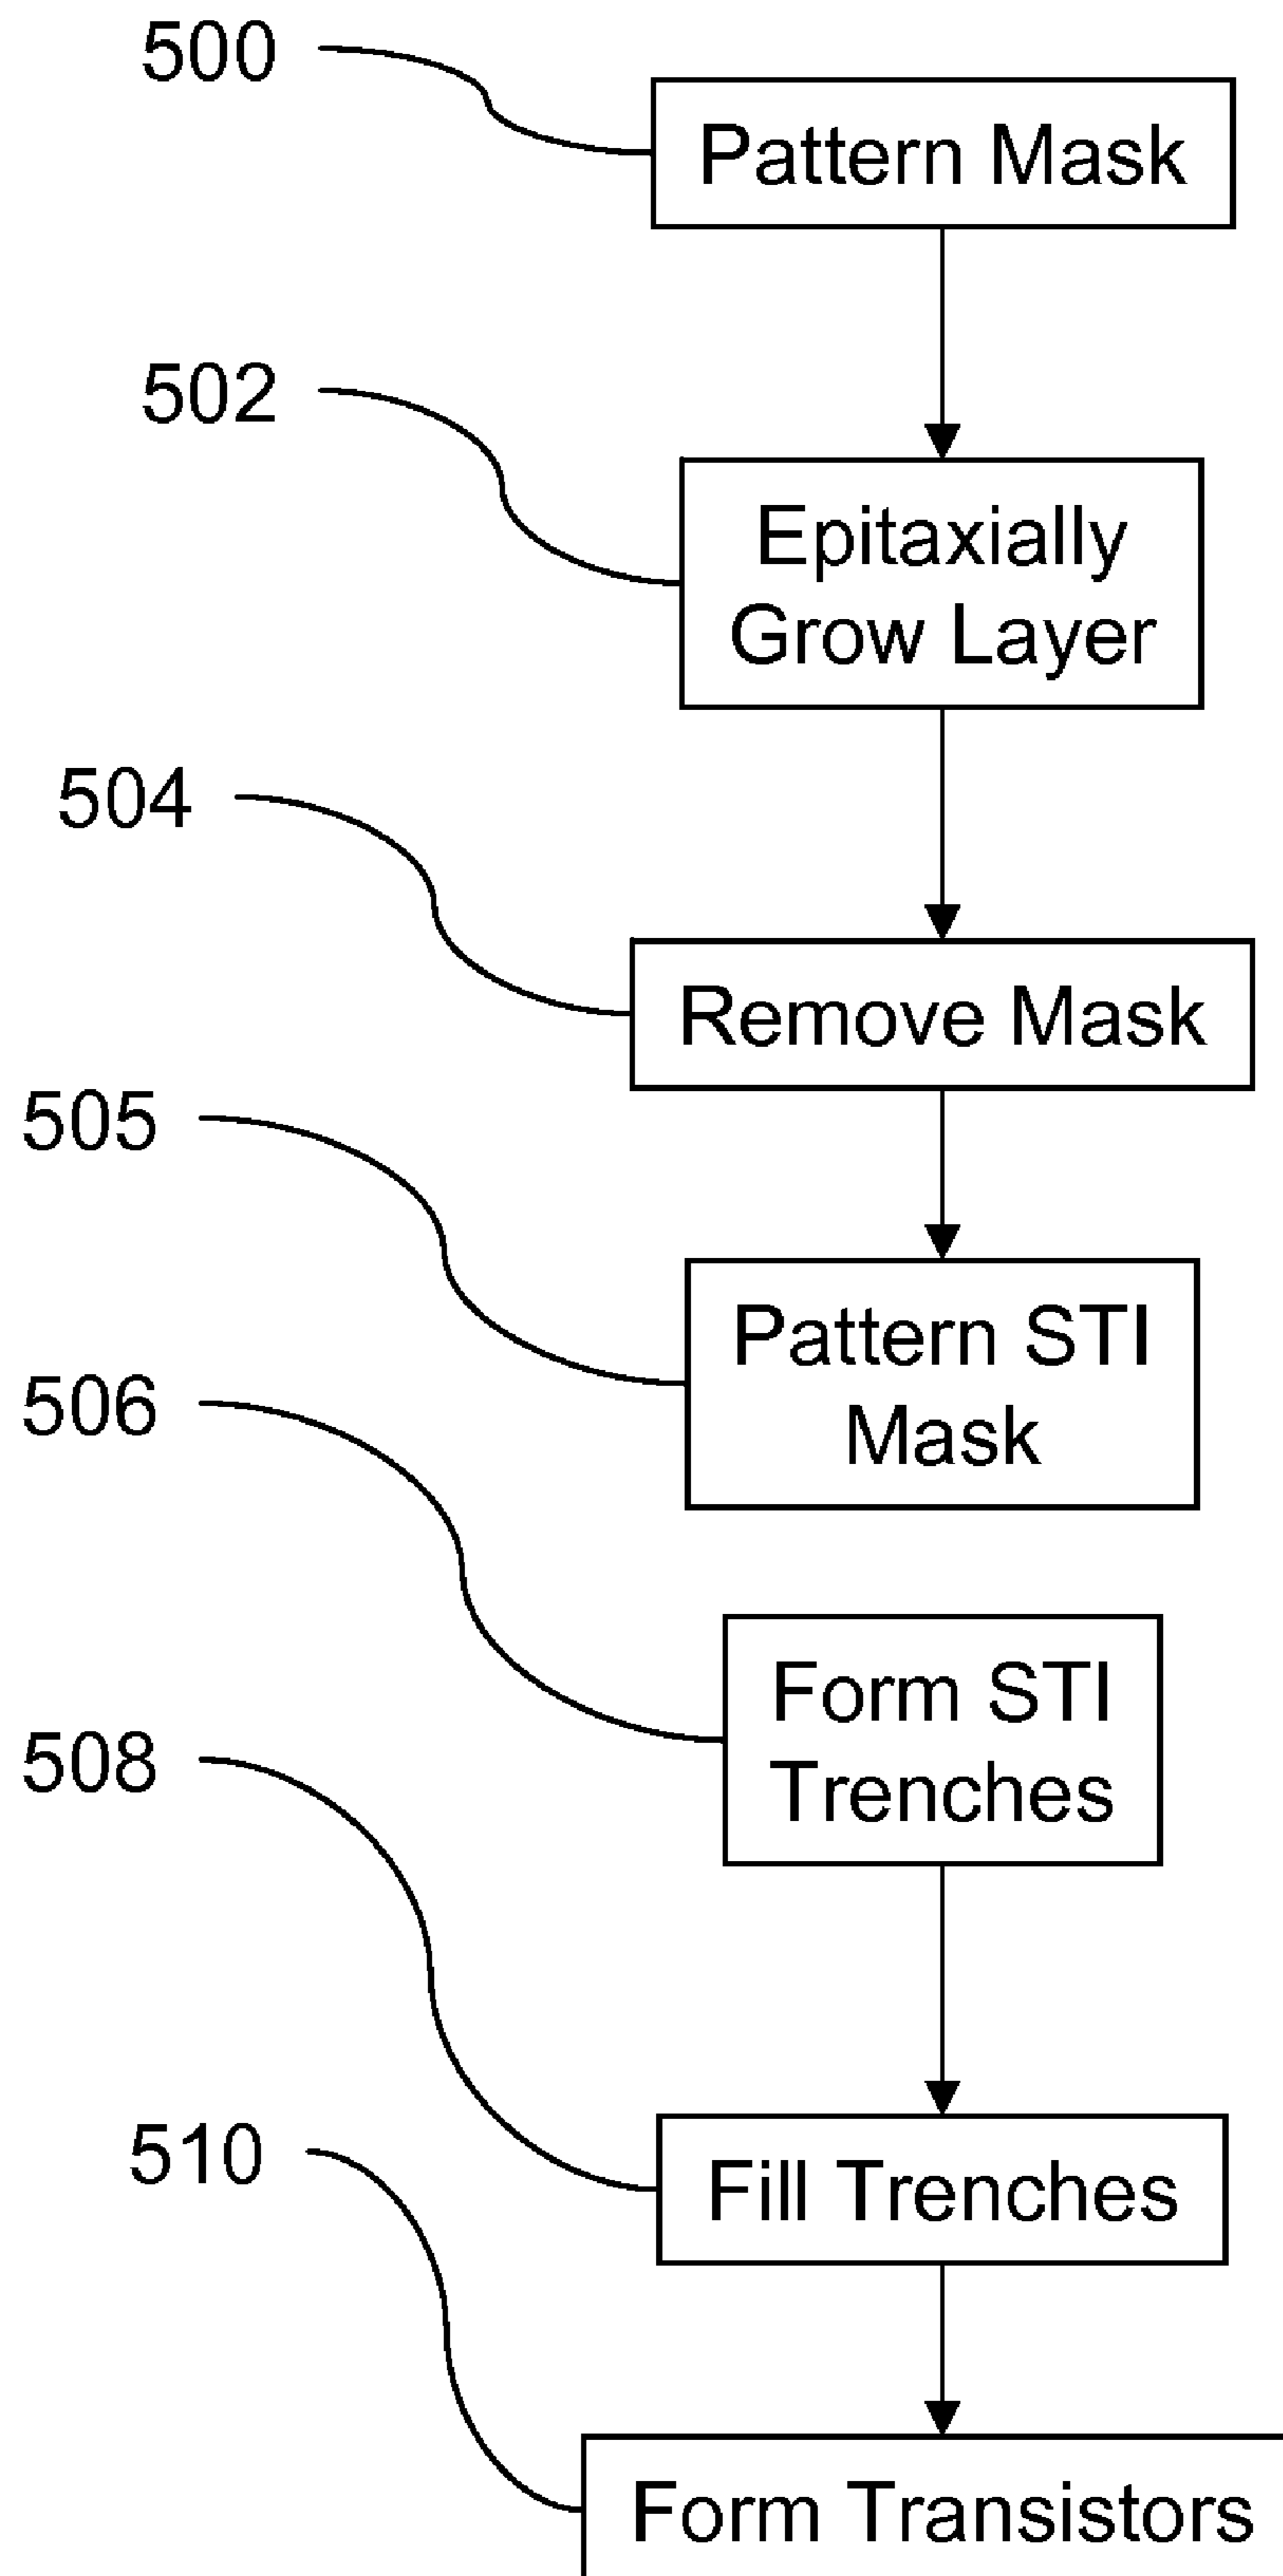 500
Pattern Mask
502
Epitaxially
Grow Layer
504
Remove Mask
505
Pattern STI
Mask
506
Form STI
Trenches
508
Fill Trenches
510
Form Transistors